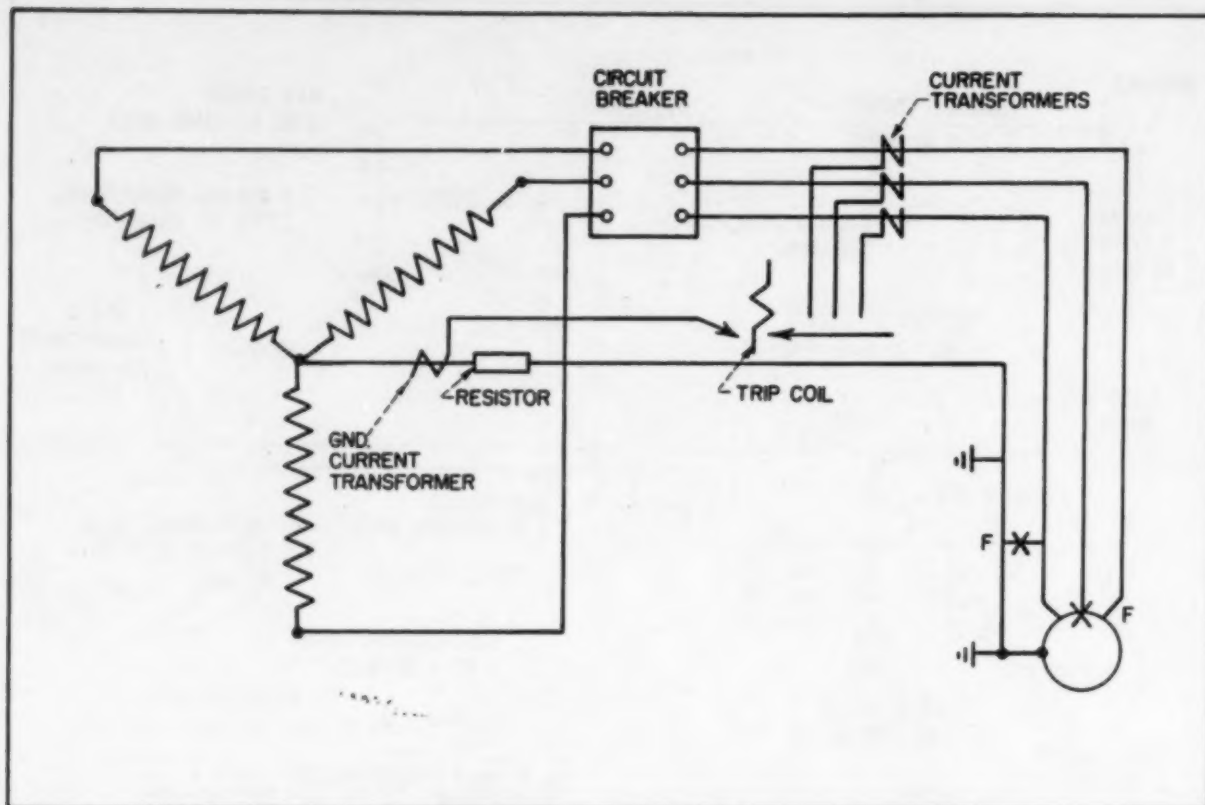 CIRCUIT
BREAKER
CURRENT
TRANSFORMERS
RESISTOR
TRIP COIL
GND.
CURRENT
TRANSFORMER
F
F